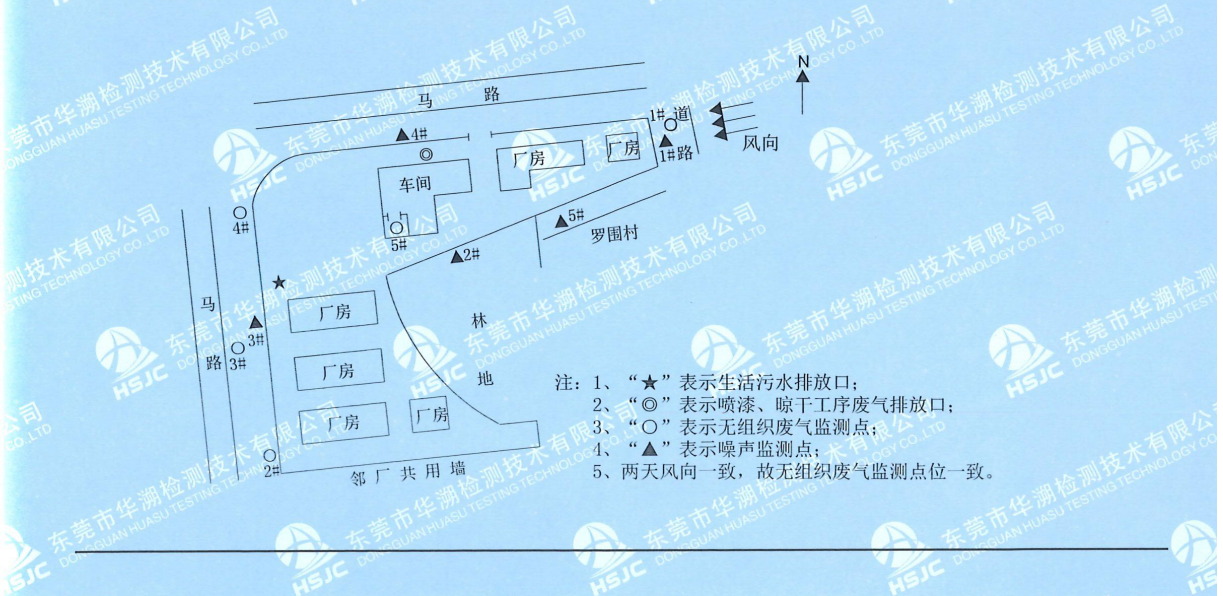 N
马 路
1# 道
4#
1# 路
风向
厂房
厂房
车间
4#
5#
5#
罗围村
2#
马
路
厂房
林
地
3#
3#
厂房
厂房
厂房
2#
邻厂共用墙
注：1、“★”表示生活污水排放口；
2、“◎”表示喷漆、晾干工序废气排放口；
3、“○”表示无组织废气监测点；
4、“▲”表示噪声监测点；
5、两天风向一致，故无组织废气监测点位一致。
东莞市华溯检测技术有限公司
DONGGUAN HUASU TESTING TECHNOLOGY CO.,LTD
HSJC